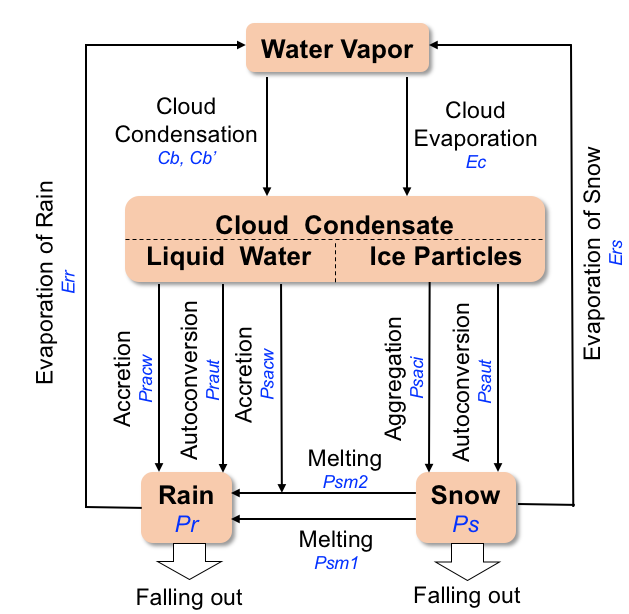 Water Vapor
Cloud
Condensation
Cb, Cb’
Cloud
Evaporation
Ec
Evaporation of Rain
Err
Evaporation of Snow
Ers
Cloud Condensate
Liquid Water
Ice Particles
Accretion
Pracw
Autoconversion
Praut
Accretion
Psacw
Aggregation
Psaci
Autoconversion
Psaut
Melting
Psm2
Rain
Pr
Snow
Ps
Melting
Psm1
Falling out
Falling out